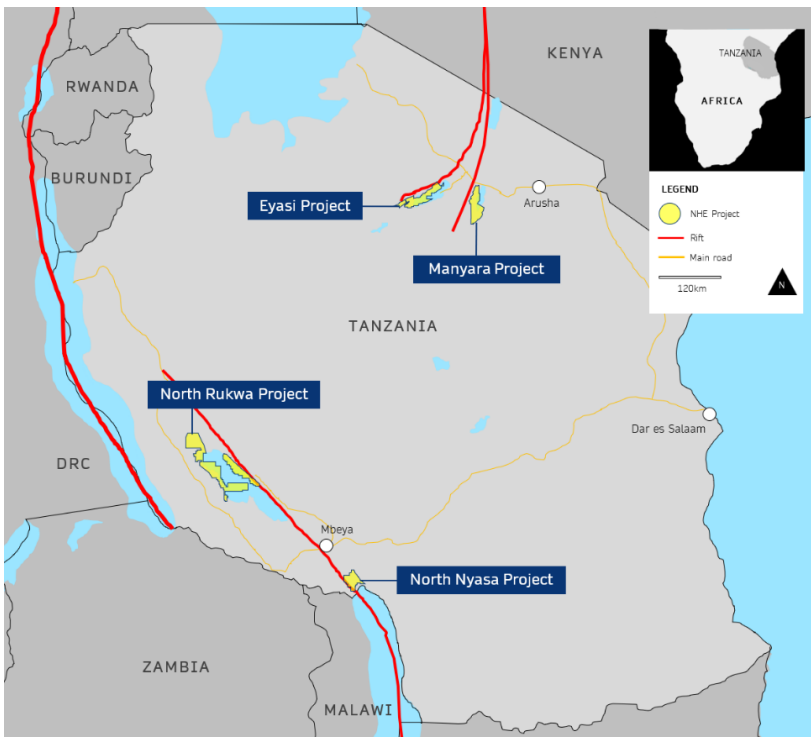 KENYA
TANZANIA
AFRICA
RWANDA
BURUNDI
LEGEND
NHE Project
Rift
Main road
120km
N
Eyasi Project
Arusha
Manyara Project
TANZANIA
North Rukwa Project
Dar es Salaam
DRC
Mbeya
North Nyasa Project
ZAMBIA
MALAWI